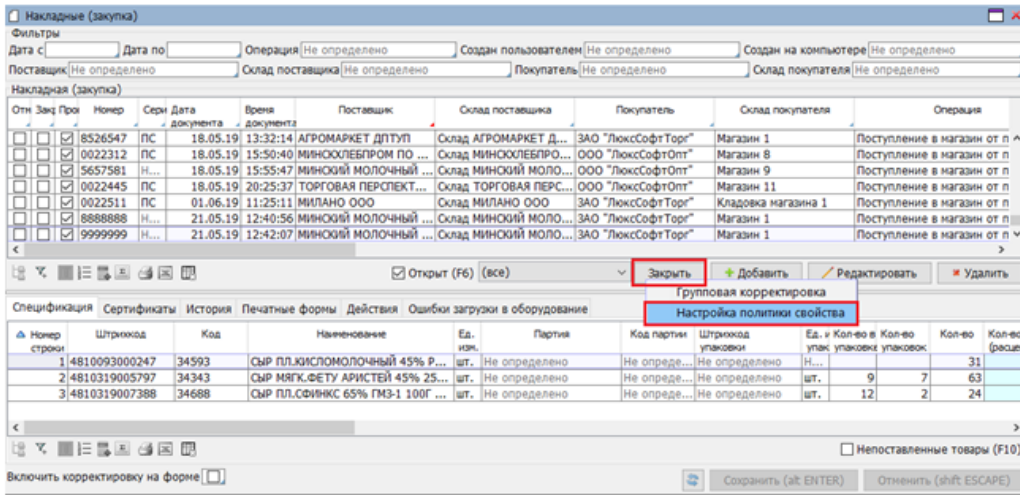 Накладные (закупка)
Фильтры
Дата с Дата по Операция Не определено Создан пользователем Не определено Создан на компьютере Не определено
Поставщик Не определено Склад поставщика Не определено Покупатель Не определено Склад покупателя Не определено
Накладная (закупка)
Отн Закц Про Номер Сери Дата документа Время документа Поставщик Склад поставщика Покупатель Склад покупателя Операция
8526547 ПС 18.05.19 13:32:14 АГРОМАРКЕТ ДПТУП Склад АГРОМАРКЕТ Д... ЗАО "ЛюксСофтТорг" Магазин 1 Поступление в магазин от п
0022312 ПС 18.05.19 15:50:40 МИНСКХЛЕБПРОМ ПО ... Склад МИНСКХЛЕБПРО... ООО "ЛюксСофтОпт" Магазин 8 Поступление в магазин от п
5657581 Н... 18.05.19 15:55:47 МИНСКИЙ МОЛОЧНЫЙ ... Склад МИНСКИЙ МОЛО... ООО "ЛюксСофтОпт" Магазин 9 Поступление в магазин от п
0022445 ПС 18.05.19 20:25:37 ТОРГОВАЯ ПЕРСПЕКТ... Склад ТОРГОВАЯ ПЕРС... ООО "ЛюксСофтОпт" Магазин 11 Поступление в магазин от п
0022511 ПС 01.06.19 11:25:11 МИЛАНО ООО Склад МИЛАНО ООО ЗАО "ЛюксСофтТорг" Кладовка магазина 1 Поступление в магазин от п
8888888 Н... 21.05.19 12:40:56 МИНСКИЙ МОЛОЧНЫЙ ... Склад МИНСКИЙ МОЛО... ЗАО "ЛюксСофтТорг" Магазин 1 Поступление в магазин от п
9999999 Н... 21.05.19 12:42:07 МИНСКИЙ МОЛОЧНЫЙ ... Склад МИНСКИЙ МОЛО... ЗАО "ЛюксСофтТорг" Магазин 1 Поступление в магазин от п
Открыт (F6) (все) Закрыть Добавить Редактировать Удалить
Групповая корректировка
Настройка политики свойства
Спецификация Сертификаты История Печатные формы Действия Ошибки загрузки в оборудование
Номер строки Штрихкод Код Наименование Ед. изм. Партия Код партии Штрихкод упаковки Ед. и упак Кол-во в упаковке Кол-во упаковок Кол-во Кол-во (расце
1 4810093000247 34593 СЫР ПЛ.КИСЛОМОЛОЧНЫЙ 45% Р... шт. Не определено Не опреде... Не определено Н... 31
2 4810319005797 34343 СЫР МЯГК.ФЕТУ АРИСТЕЙ 45% 25... шт. Не определено Не опреде... Не определено шт. 9 7 63
3 4810319007388 34688 СЫР ПЛ.СФИНКС 65% ГМЗ-1 100Г ... шт. Не определено Не опреде... Не определено шт. 12 2 24
Непоставленные товары (F10)
Включить корректировку на форме Сохранить (alt ENTER) Отменить (shift ESCAPE)